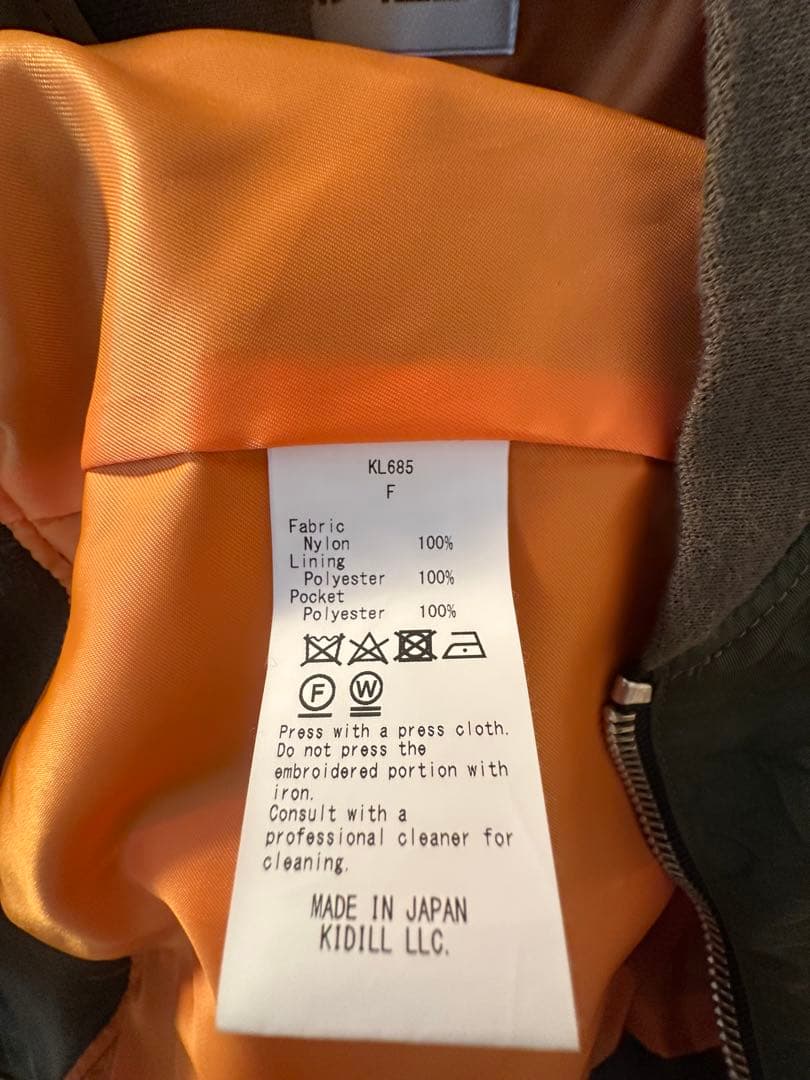 KL685
F
Fabric
Nylon 100%
Lining
Polyester 100%
Pocket
Polyester 100%
F W
Press with a press cloth.
Do not press the
embroidered portion with
iron.
Consult with a
professional cleaner for
cleaning.
MADE IN JAPAN
KIDILL LLC.